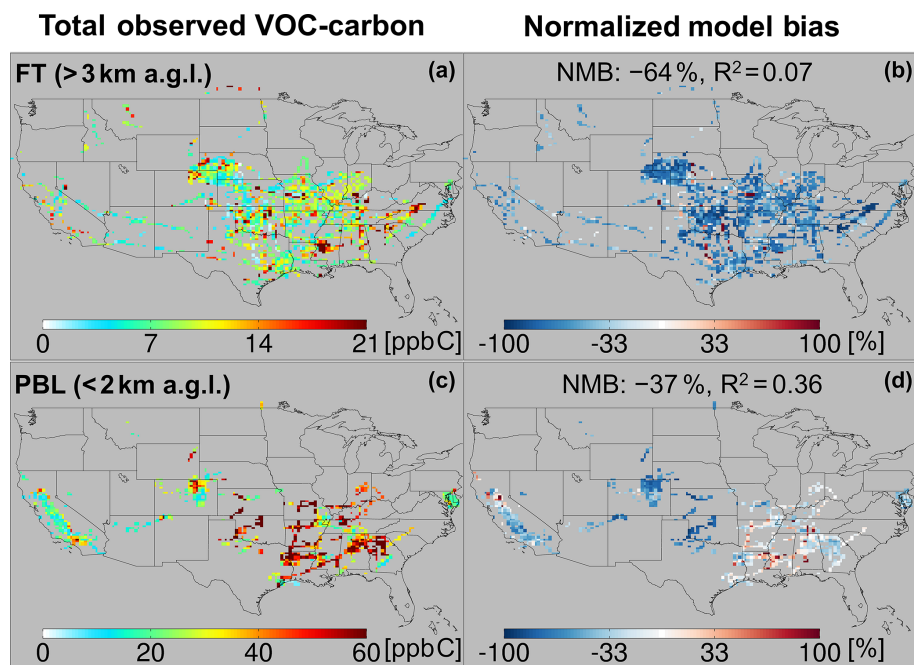 Total observed VOC-carbon
Normalized model bias
FT (> 3 km a.g.l.)
(a)
NMB: −64 %, R² = 0.07
(b)
0 7 14 21 [ppb C]
-100 -33 33 100 [%]
PBL (< 2 km a.g.l.)
(c)
NMB: −37 %, R² = 0.36
(d)
0 20 40 60 [ppb C]
-100 -33 33 100 [%]